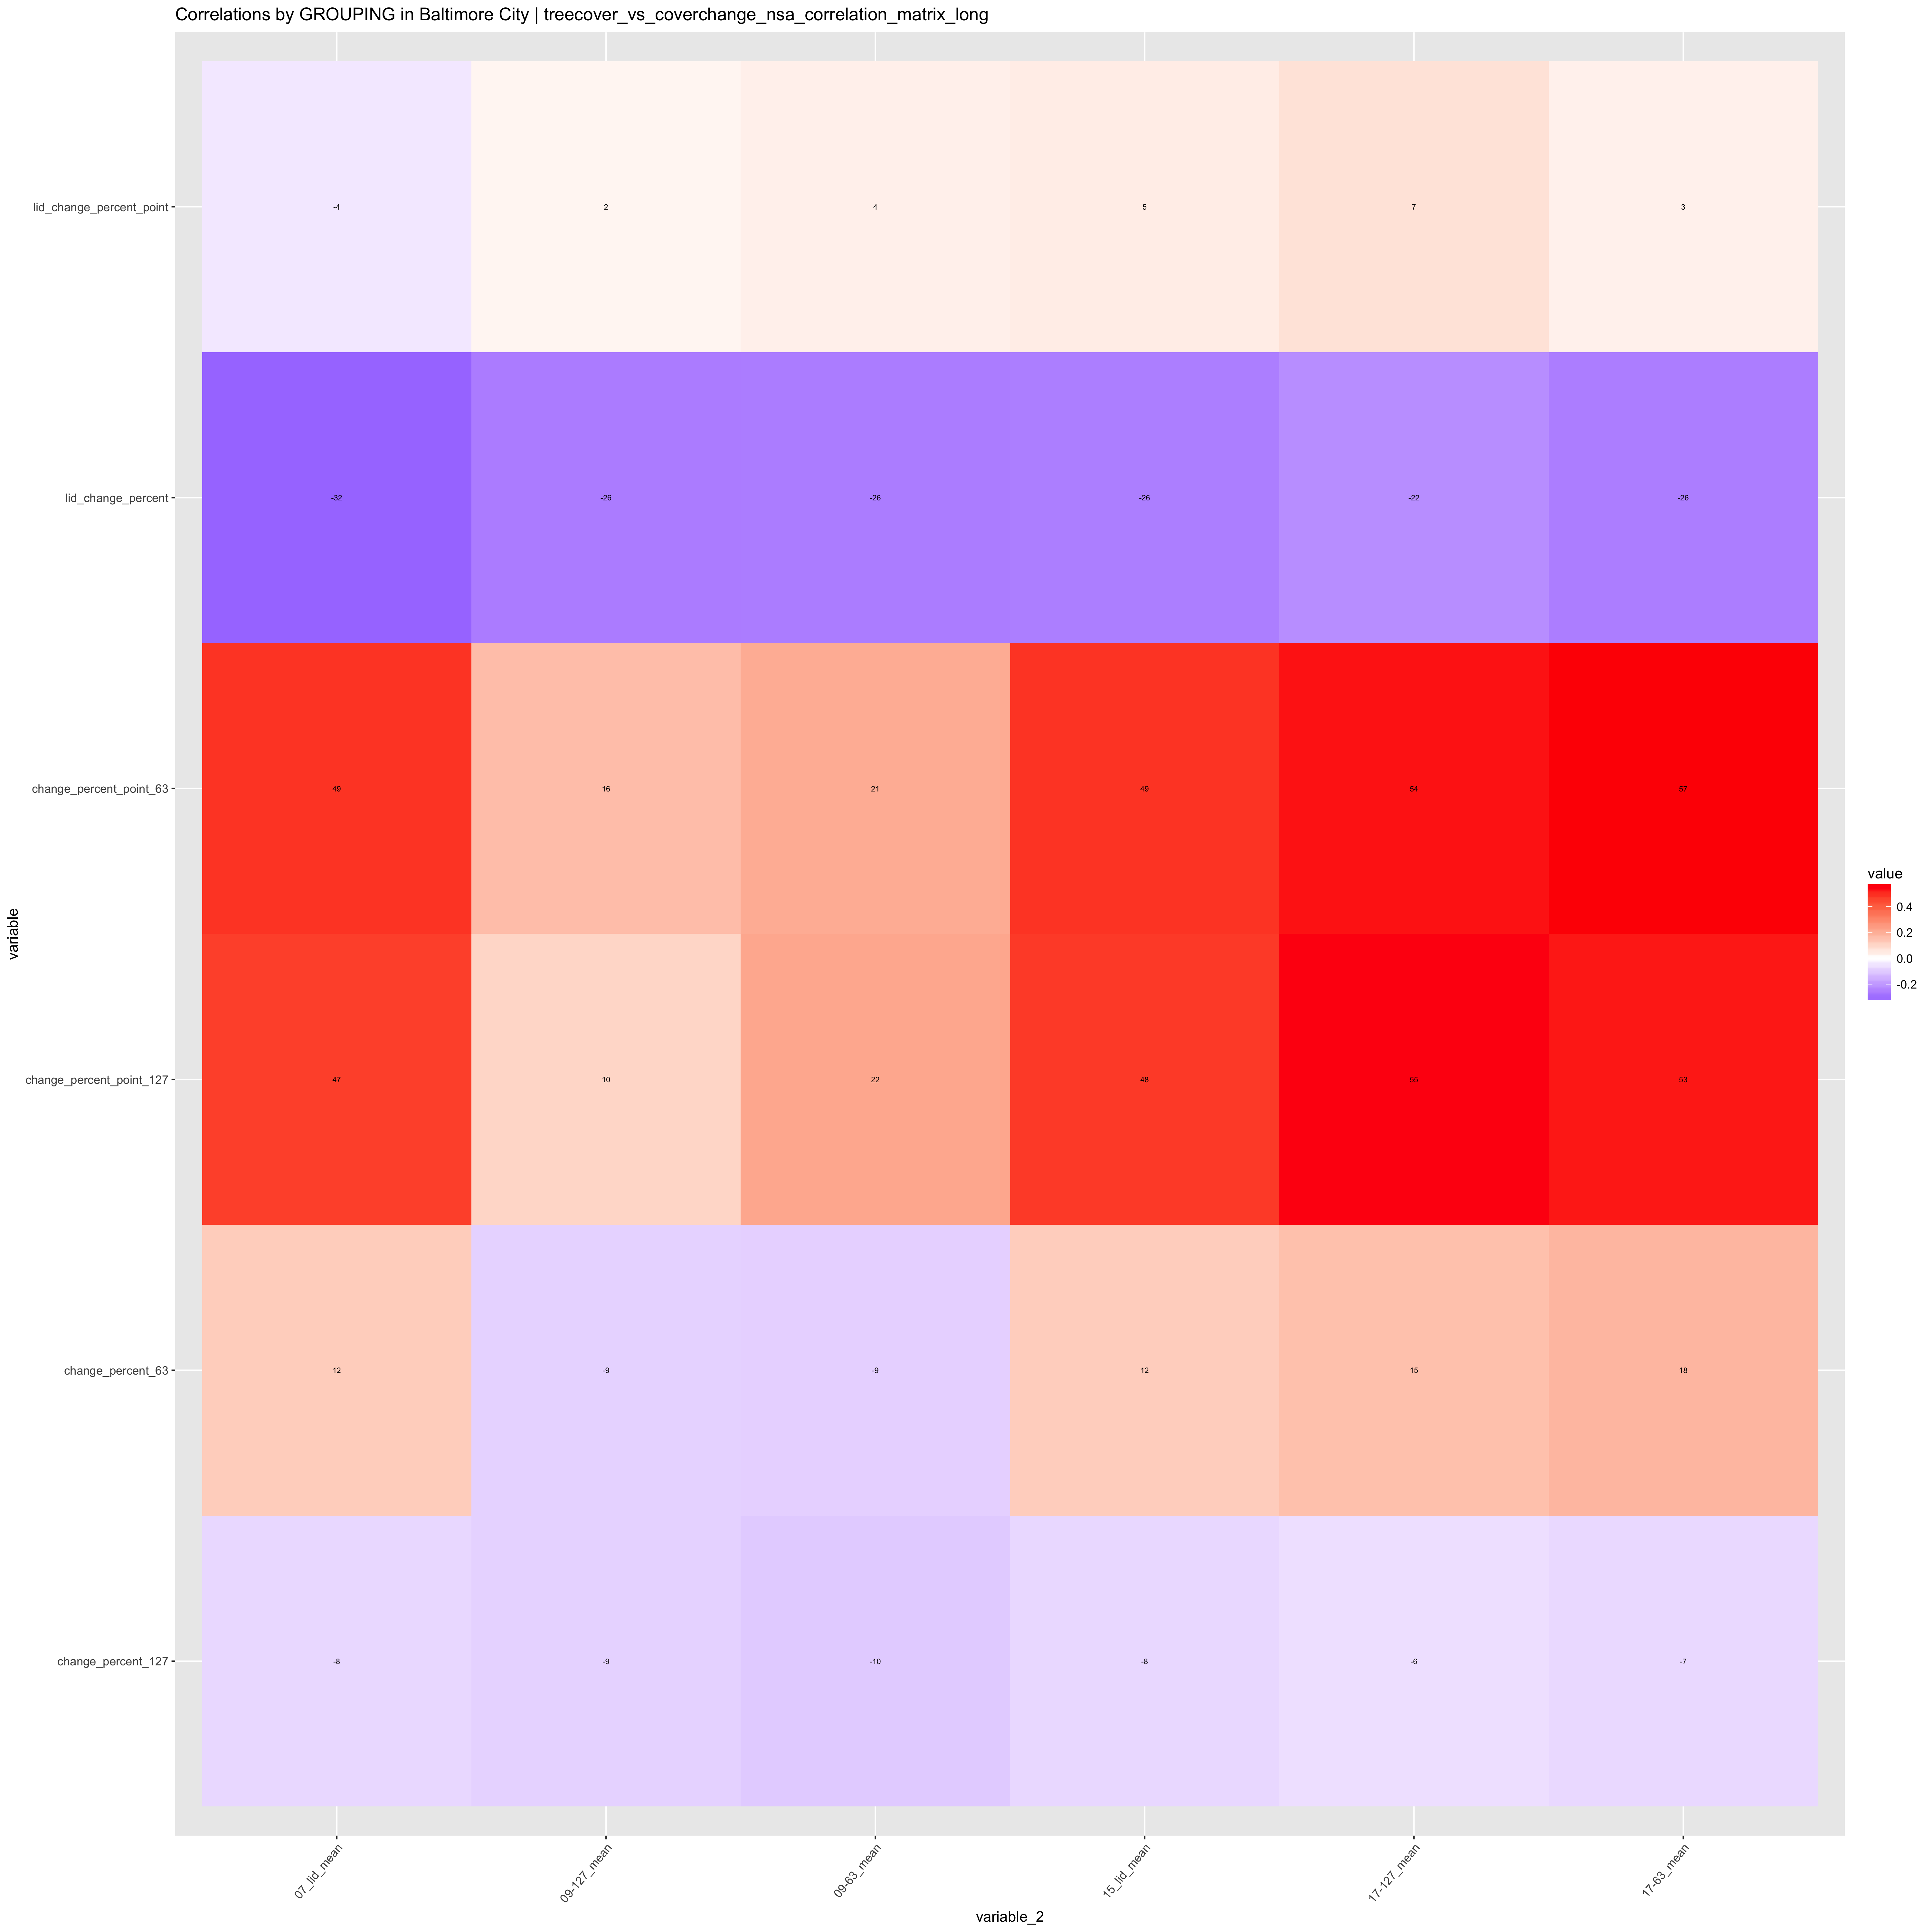 Correlations by GROUPING in Baltimore City | treecover_vs_coverchange_nsa_correlation_matrix_long
lid_change_percent_point
-4 2 4 5 7 3
lid_change_percent
-32 -26 -26 -26 -22 -26
change_percent_point_63
49 16 21 49 54 57
change_percent_point_127
47 10 22 48 55 53
change_percent_63
12 -9 -9 12 15 18
change_percent_127
-8 -9 -10 -8 -6 -7
variable
07_lid_mean
09-127_mean
09-63_mean
15_lid_mean
17-127_mean
17-63_mean
variable_2
value
0.4
0.2
0.0
-0.2